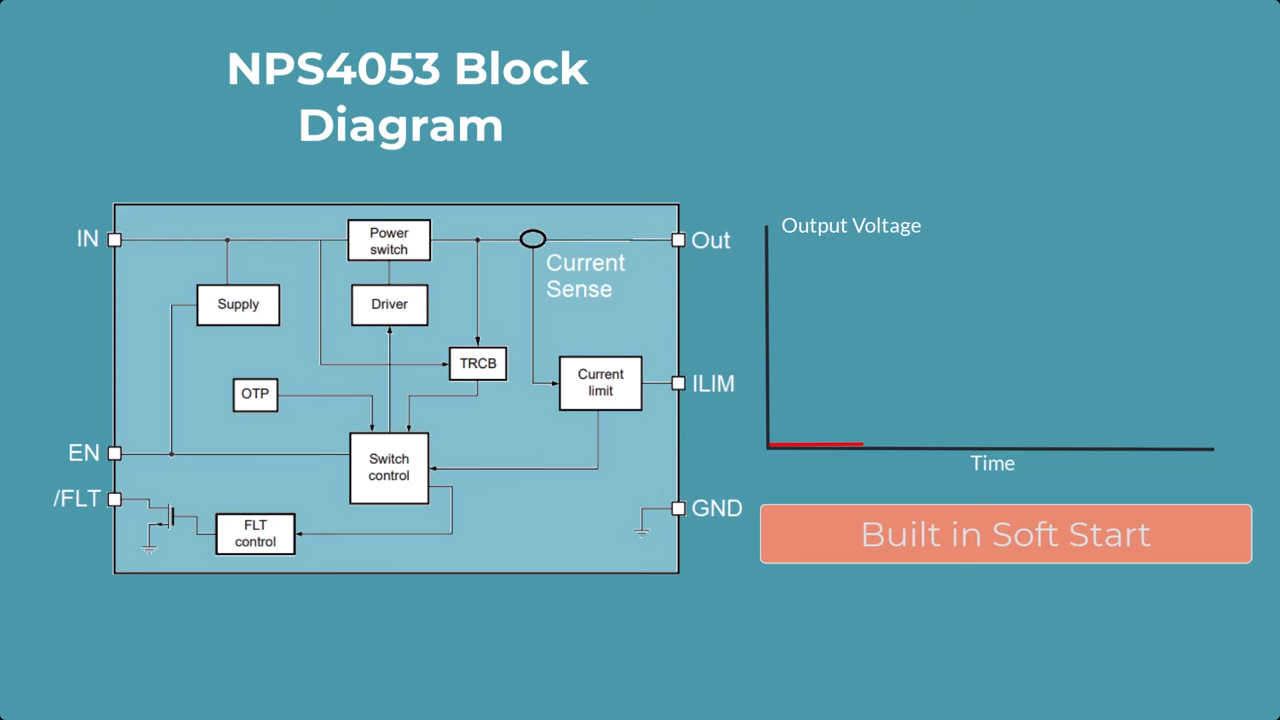 NPS4053 Block
Diagram
IN
Power
switch
Out
Output Voltage
Current
Sense
Supply
Driver
TRCB
Current
limit
ILIM
OTP
EN
Switch
control
Time
/FLT
FLT
control
GND
Built in Soft Start